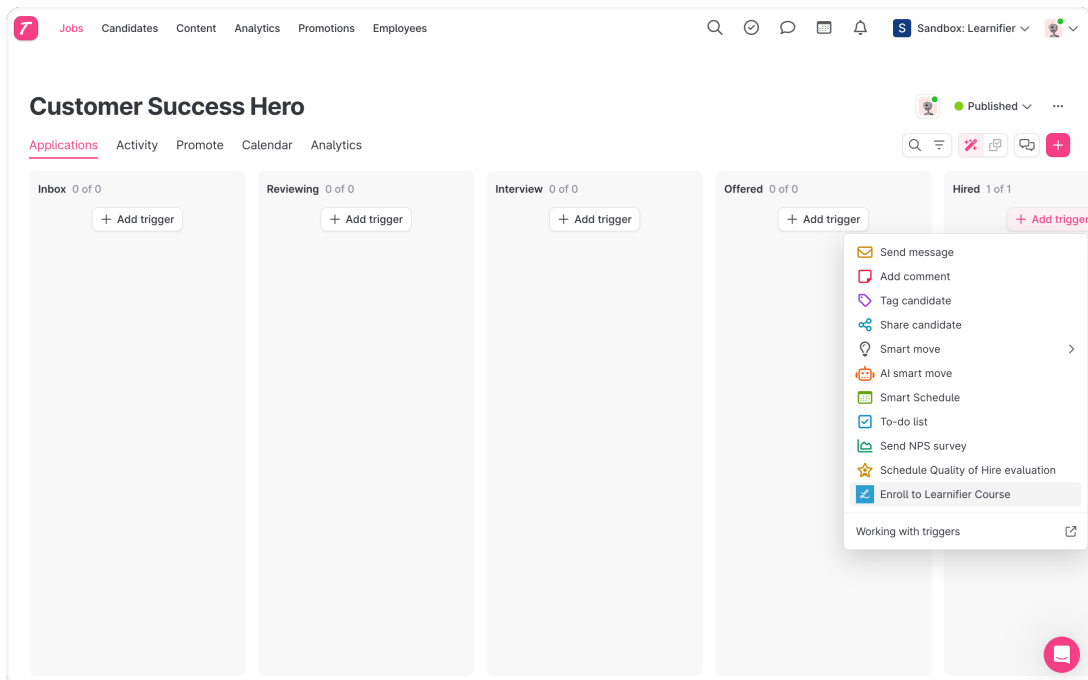 Jobs Candidates Content Analytics Promotions Employees S Sandbox: Learnifier
Customer Success Hero
Published
Applications Activity Promote Calendar Analytics
Inbox 0 of 0 Reviewing 0 of 0 Interview 0 of 0 Offered 0 of 0 Hired 1 of 1
Add trigger Add trigger Add trigger Add trigger Add trigger
Send message
Add comment
Tag candidate
Share candidate
Smart move
AI smart move
Smart Schedule
To-do list
Send NPS survey
Schedule Quality of Hire evaluation
Enroll to Learnifier Course
Working with triggers